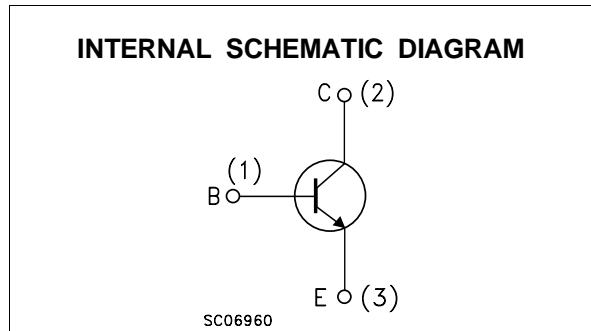 INTERNAL SCHEMATIC DIAGRAM
C (2)
(1)
B
E (3)
SC06960